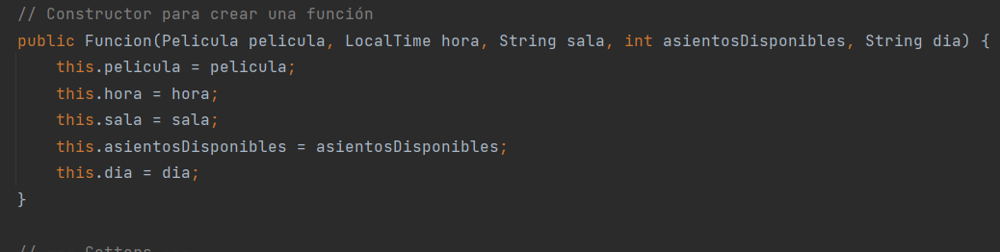 // Constructor para crear una función
public Funcion(Pelicula pelicula, LocalTime hora, String sala, int asientosDisponibles, String dia) {
this.pelicula = pelicula;
this.hora = hora;
this.sala = sala;
this.asientosDisponibles = asientosDisponibles;
this.dia = dia;
}
// Getters